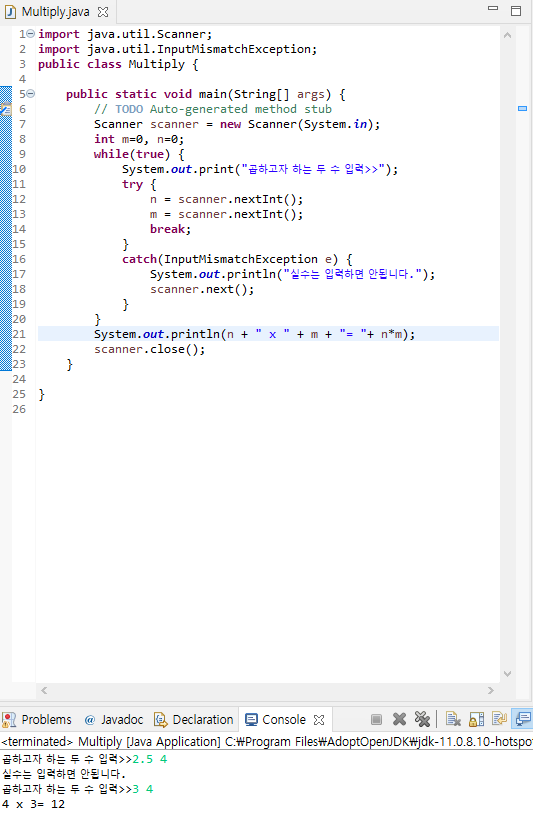 Multiply.java
1 import java.util.Scanner;
2 import java.util.InputMismatchException;
3 public class Multiply {
4
5     public static void main(String[] args) {
6         // TODO Auto-generated method stub
7         Scanner scanner = new Scanner(System.in);
8         int m=0, n=0;
9         while(true) {
10             System.out.print("곱하고자 하는 두 수 입력>>");
11             try {
12                 n = scanner.nextInt();
13                 m = scanner.nextInt();
14                 break;
15             }
16             catch(InputMismatchException e) {
17                 System.out.println("실수는 입력하면 안됩니다.");
18                 scanner.next();
19             }
20         }
21         System.out.println(n + " x " + m + "= "+ n*m);
22         scanner.close();
23     }
24
25 }
26
Problems @ Javadoc Declaration Console
<terminated> Multiply [Java Application] C:₩Program Files₩AdoptOpenJDK₩jdk-11.0.8.10-hotspo
곱하고자 하는 두 수 입력>>2.5 4
실수는 입력하면 안됩니다.
곱하고자 하는 두 수 입력>>3 4
4 x 3= 12